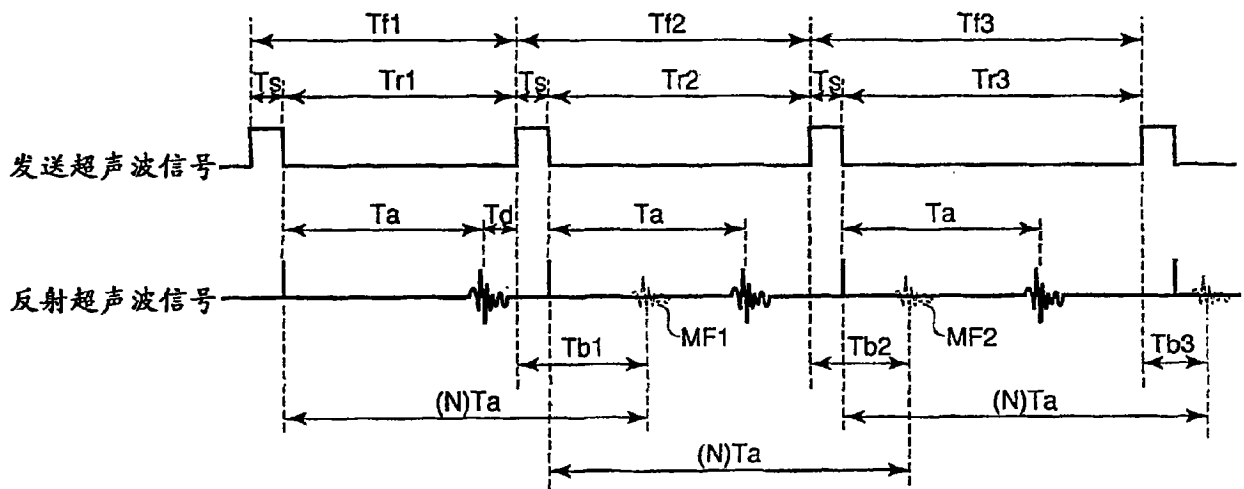 Tf1 Tf2 Tf3
Ts Tr1 Ts Tr2 Ts Tr3
发送超声波信号
Ta Td Ta Ta
反射超声波信号
MF1 MF2
Tb1 Tb2 Tb3
(N)Ta (N)Ta
(N)Ta